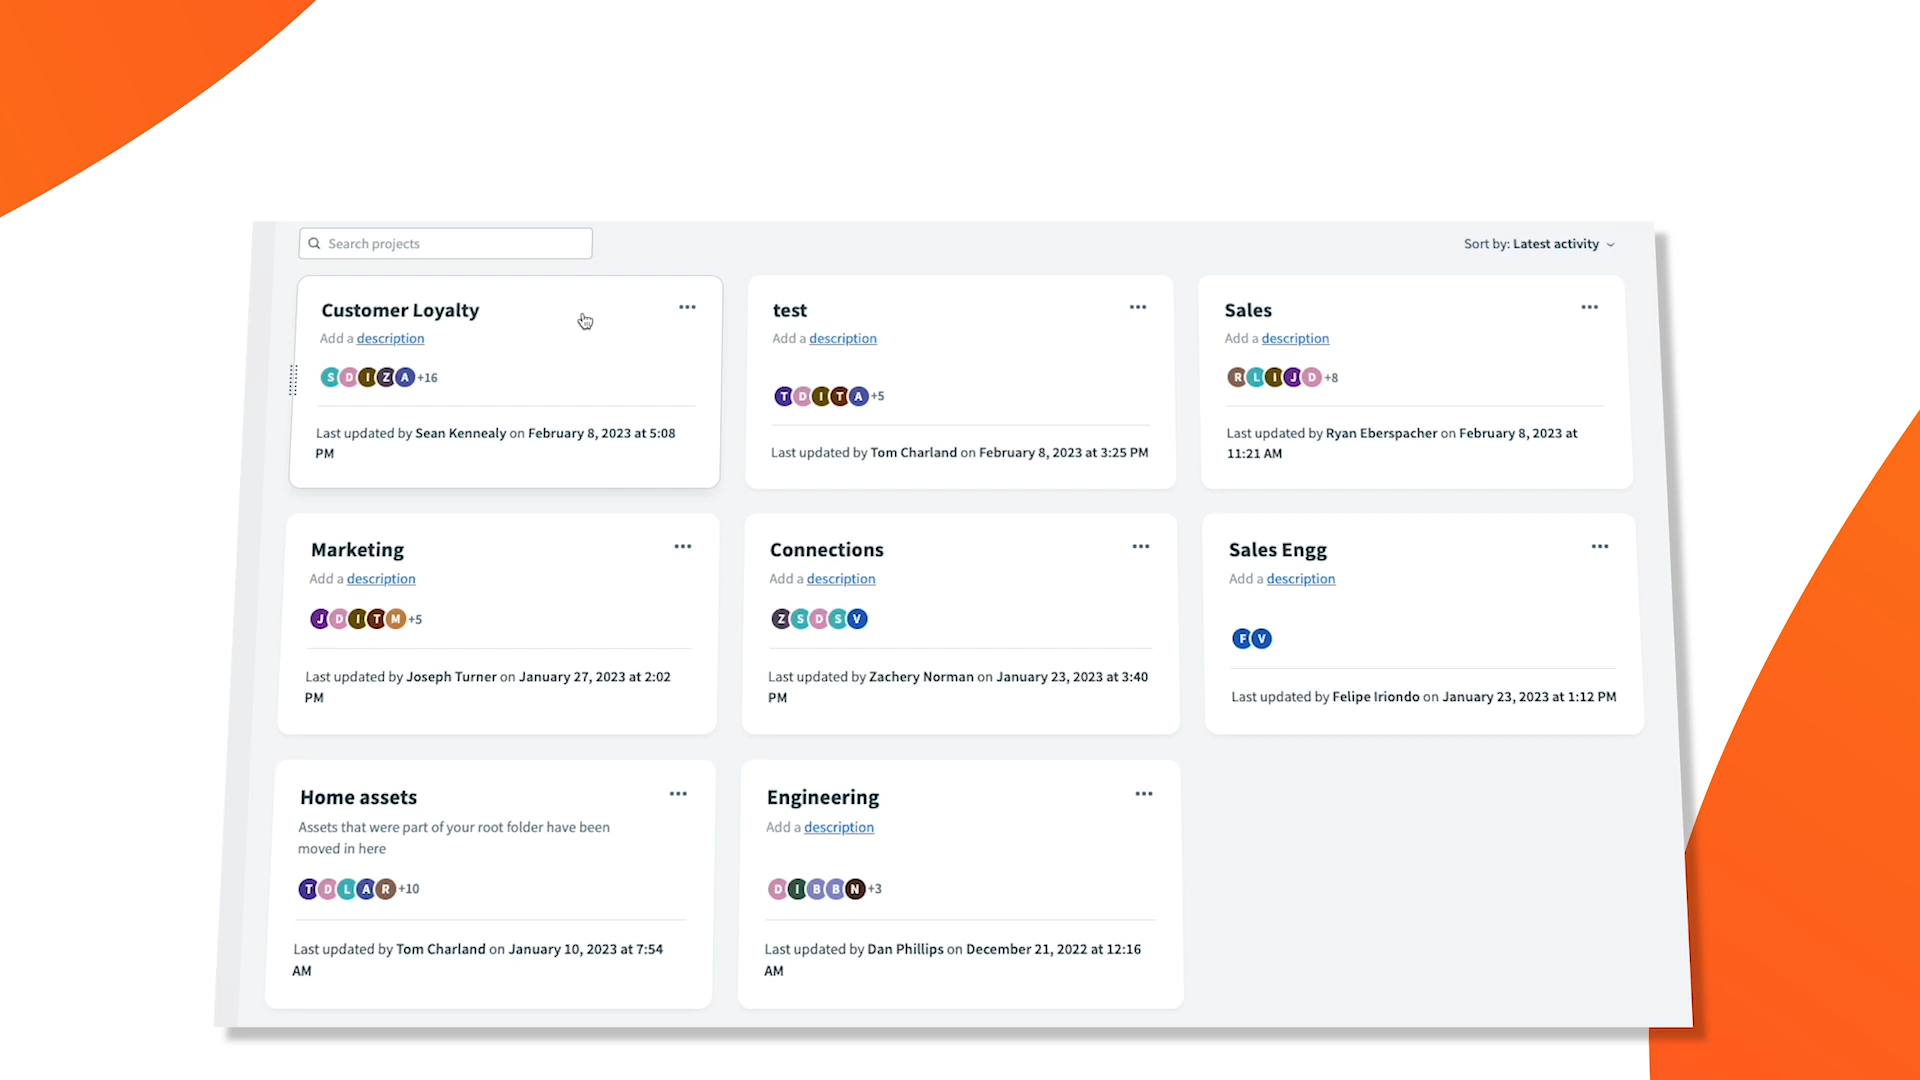 Search projects
Sort by: Latest activity
Customer Loyalty
Add a description
S D I Z A +16
Last updated by Sean Kennealy on February 8, 2023 at 5:08
PM
test
Add a description
T D I T A +5
Last updated by Tom Charland on February 8, 2023 at 3:25 PM
Sales
Add a description
R L I J D +8
Last updated by Ryan Eberspacher on February 8, 2023 at
11:21 AM
Marketing
Add a description
J D I T M +5
Last updated by Joseph Turner on January 27, 2023 at 2:02
PM
Connections
Add a description
Z S D S V
Last updated by Zachery Norman on January 23, 2023 at 3:40
PM
Sales Engg
Add a description
F V
Last updated by Felipe Iriondo on January 23, 2023 at 1:12 PM
Home assets
Assets that were part of your root folder have been
moved in here
T D L A R +10
Last updated by Tom Charland on January 10, 2023 at 7:54
AM
Engineering
Add a description
D I B B N +3
Last updated by Dan Phillips on December 21, 2022 at 12:16
AM